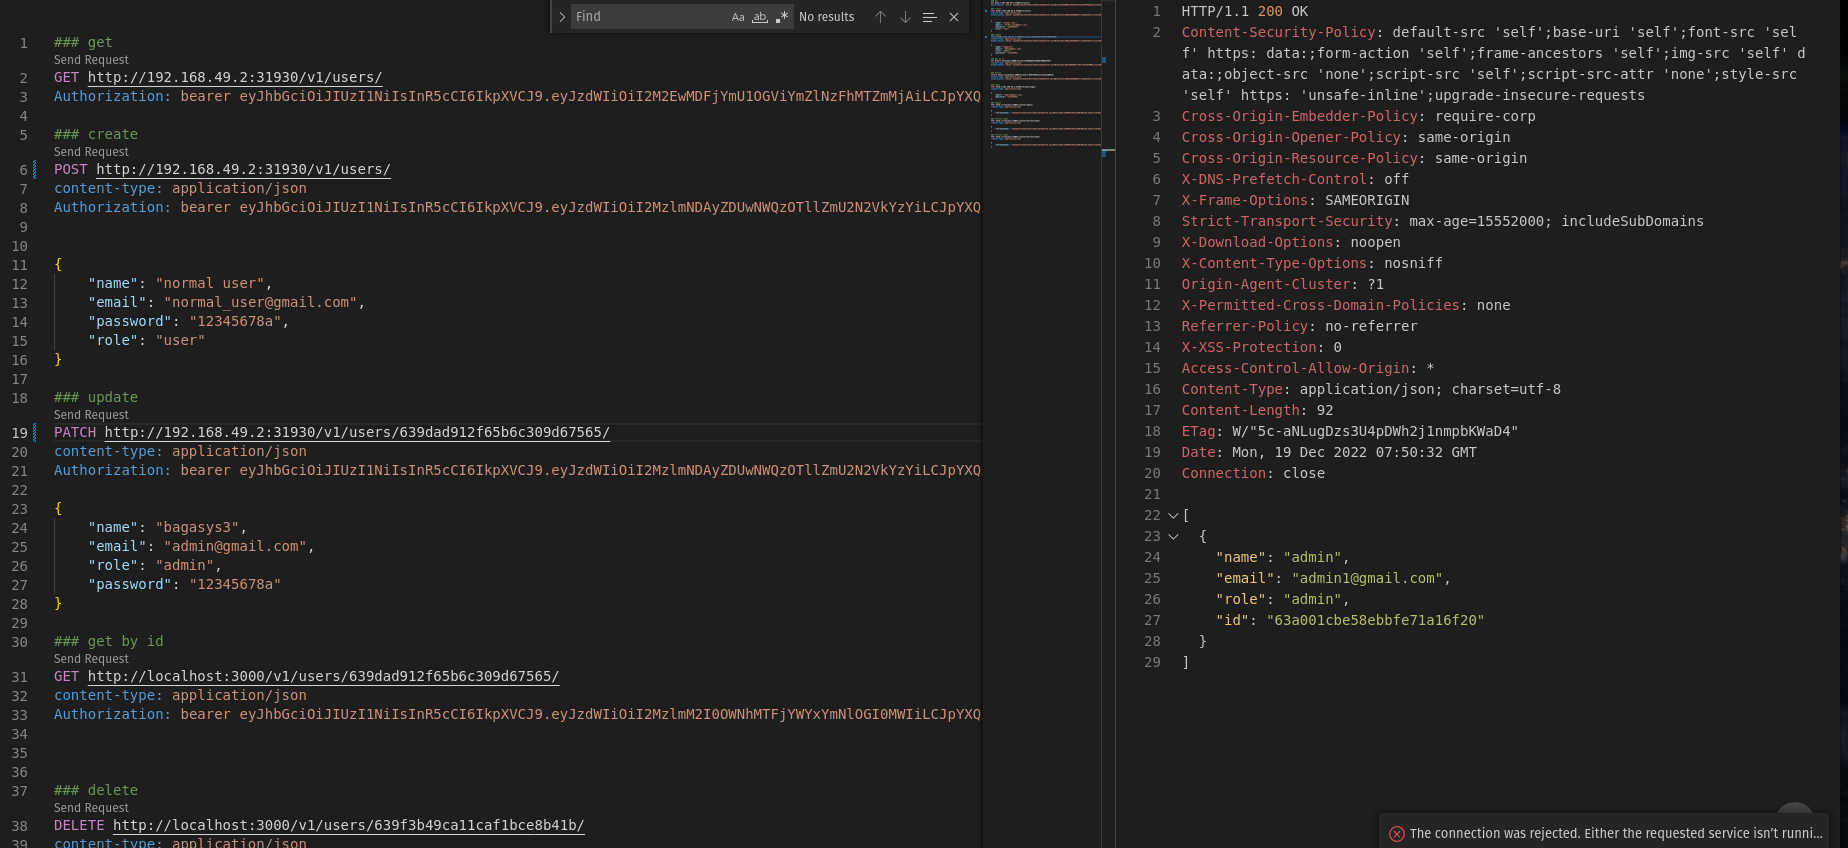 Find
Aa ab .* No results
1 ### get
Send Request
2 GET http://192.168.49.2:31930/v1/users/
3 Authorization: bearer eyJhbGciOiJIUzI1NiIsInR5cCI6IkpXVCJ9.eyJzdWIiOiI2M2EwMDFjYmU1OGViYmZlNzFhMTZmMjAiLCJpYXQ
4
5 ### create
Send Request
6 POST http://192.168.49.2:31930/v1/users/
7 content-type: application/json
8 Authorization: bearer eyJhbGciOiJIUzI1NiIsInR5cCI6IkpXVCJ9.eyJzdWIiOiI2MzlmNDAyZDUwNWQzOTllZmU2N2VkYzYiLCJpYXQ
9
10
11 {
12 "name": "normal user",
13 "email": "normal_user@gmail.com",
14 "password": "12345678a",
15 "role": "user"
16 }
17
18 ### update
Send Request
19 PATCH http://192.168.49.2:31930/v1/users/639dad912f65b6c309d67565/
20 content-type: application/json
21 Authorization: bearer eyJhbGciOiJIUzI1NiIsInR5cCI6IkpXVCJ9.eyJzdWIiOiI2MzlmNDAyZDUwNWQzOTllZmU2N2VkYzYiLCJpYXQ
22
23 {
24 "name": "bagasys3",
25 "email": "admin@gmail.com",
26 "role": "admin",
27 "password": "12345678a"
28 }
29
30 ### get by id
Send Request
31 GET http://localhost:3000/v1/users/639dad912f65b6c309d67565/
32 content-type: application/json
33 Authorization: bearer eyJhbGciOiJIUzI1NiIsInR5cCI6IkpXVCJ9.eyJzdWIiOiI2MzlmM2I0OWNhMTFjYWYxYmNlOGI0MWIiLCJpYXQ
34
35
36
37 ### delete
Send Request
38 DELETE http://localhost:3000/v1/users/639f3b49ca11caf1bce8b41b/
39 content-type: application/json
1 HTTP/1.1 200 OK
2 Content-Security-Policy: default-src 'self';base-uri 'self';font-src 'sel
f' https: data:;form-action 'self';frame-ancestors 'self';img-src 'self' d
ata:;object-src 'none';script-src 'self';script-src-attr 'none';style-src
'self' https: 'unsafe-inline';upgrade-insecure-requests
3 Cross-Origin-Embedder-Policy: require-corp
4 Cross-Origin-Opener-Policy: same-origin
5 Cross-Origin-Resource-Policy: same-origin
6 X-DNS-Prefetch-Control: off
7 X-Frame-Options: SAMEORIGIN
8 Strict-Transport-Security: max-age=15552000; includeSubDomains
9 X-Download-Options: noopen
10 X-Content-Type-Options: nosniff
11 Origin-Agent-Cluster: ?1
12 X-Permitted-Cross-Domain-Policies: none
13 Referrer-Policy: no-referrer
14 X-XSS-Protection: 0
15 Access-Control-Allow-Origin: *
16 Content-Type: application/json; charset=utf-8
17 Content-Length: 92
18 ETag: W/"5c-aNLugDzs3U4pDWh2j1nmpbKWaD4"
19 Date: Mon, 19 Dec 2022 07:50:32 GMT
20 Connection: close
21
22 [
23 {
24 "name": "admin",
25 "email": "admin1@gmail.com",
26 "role": "admin",
27 "id": "63a001cbe58ebbfe71a16f20"
28 }
29 ]
The connection was rejected. Either the requested service isn't runni...